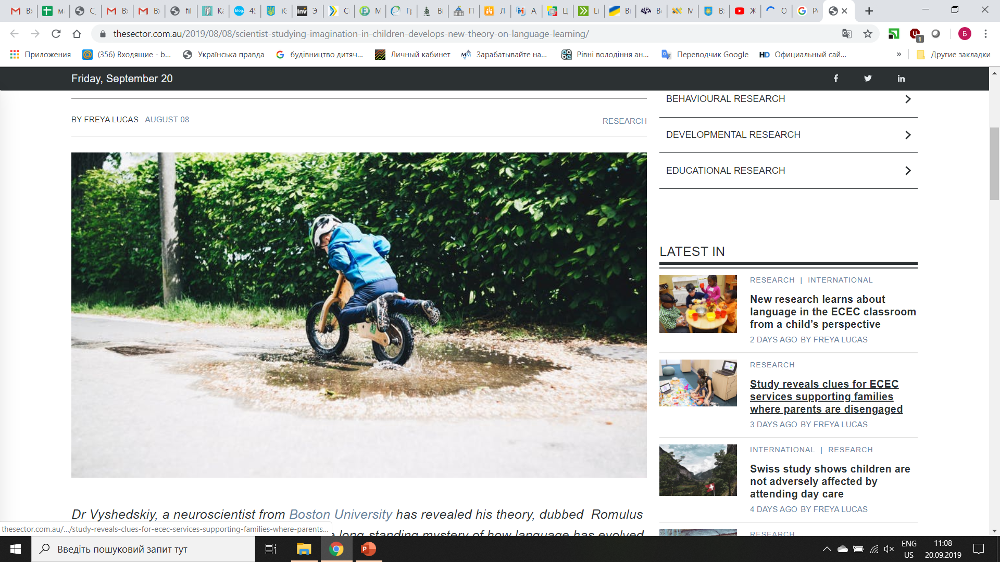 thesector.com.au/2019/08/08/scientist-studying-imagination-in-children-develops-new-theory-on-language-learning/
Приложения
(356) Входящие - b...
Українська правда
будівництво дитяч...
Личный кабинет
Зарабатывайте на...
Рівні володіння ан...
Переводчик Google
HD
Официальный сай...
»
Другие закладки
Friday, September 20
BEHAVIOURAL RESEARCH
BY FREYA LUCAS AUGUST 08
RESEARCH
DEVELOPMENTAL RESEARCH
EDUCATIONAL RESEARCH
LATEST IN
RESEARCH | INTERNATIONAL
New research learns about
language in the ECEC classroom
from a child’s perspective
2 DAYS AGO BY FREYA LUCAS
RESEARCH
Study reveals clues for ECEC
services supporting families
where parents are disengaged
3 DAYS AGO BY FREYA LUCAS
INTERNATIONAL | RESEARCH
Swiss study shows children are
not adversely affected by
attending day care
4 DAYS AGO BY FREYA LUCAS
RESEARCH
Dr Vyshedskiy, a neuroscientist from Boston University has revealed his theory, dubbed Romulus
long-standing mystery of how language has evolved
thesector.com.au/.../study-reveals-clues-for-ecec-services-supporting-families-where-parents...
Введіть пошуковий запит тут
ENG
US
11:08
20.09.2019